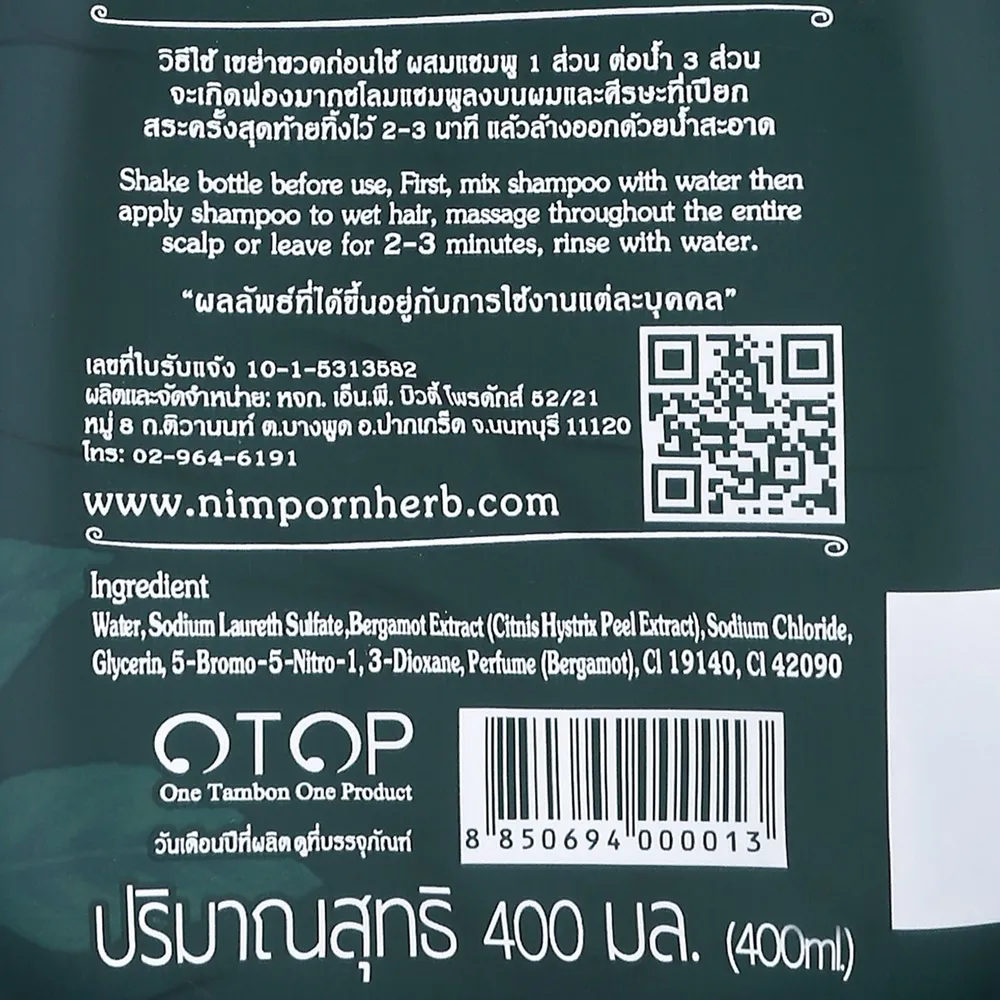 วิธีใช้ เขย่าขวดก่อนใช้ ผสมแชมพู 1 ส่วน ต่อน้ำ 3 ส่วน
จะเกิดฟองมากชโลมแชมพูลงบนผมและศีรษะที่เปียก
สระครั้งสุดท้ายทิ้งไว้ 2-3 นาที แล้วล้างออกด้วยน้ำสะอาด
Shake bottle before use, First, mix shampoo with water then
apply shampoo to wet hair, massage throughout the entire
scalp or leave for 2-3 minutes, rinse with water.
“ผลลัพธ์ที่ได้ขึ้นอยู่กับการใช้งานแต่ละบุคคล”
เลขที่ใบรับแจ้ง 10-1-5313582
ผลิตและจัดจำหน่าย: หจก. เอ็น.พี. บิวตี้ โพรดักส์ 52/21
หมู่ 8 ถ.ติวานนท์ ต.บางพูด อ.ปากเกร็ด จ.นนทบุรี 11120
โทร: 02-964-6191
www.nimpornherb.com
Ingredient
Water, Sodium Laureth Sulfate,Bergamot Extract (Citnis Hystrix Peel Extract), Sodium Chloride,
Glycerin, 5-Bromo-5-Nitro-1, 3-Dioxane, Perfume (Bergamot), CI 19140, CI 42090
OTOP
One Tambon One Product
วันเดือนปีที่ผลิต ดูที่บรรจุภัณฑ์
8 850694 000013
ปริมาณสุทธิ 400 มล. (400ml.)